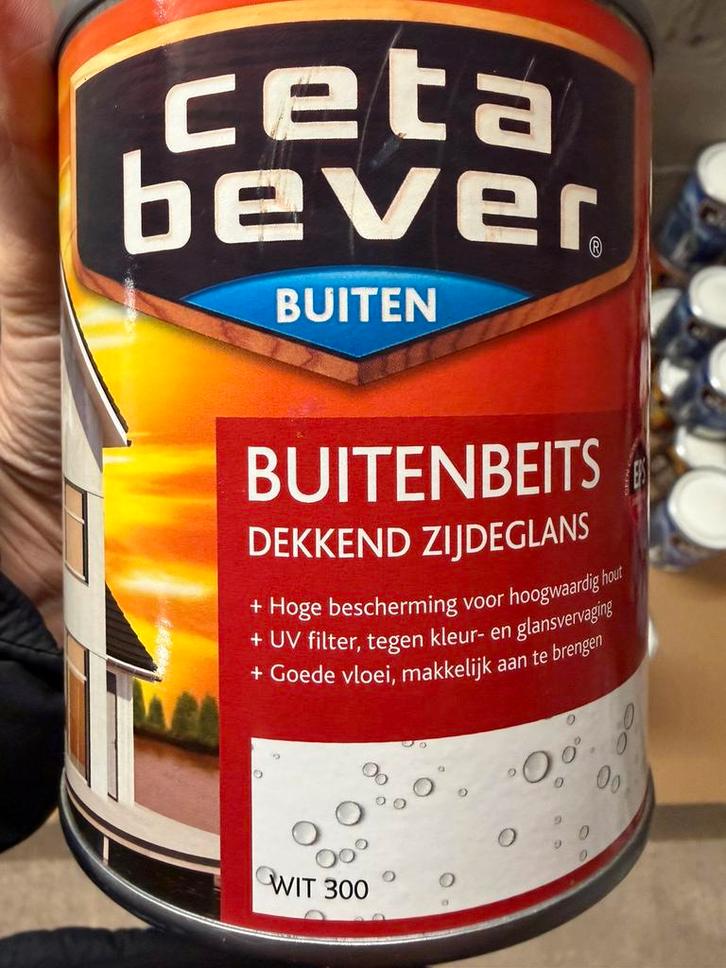 ceta
bever®
BUITEN
BUITENBEITS
DEKKEND ZIJDEGLANS
+ Hoge bescherming voor hoogwaardig hout
+ UV filter, tegen kleur- en glansvervaging
+ Goede vloei, makkelijk aan te brengen
WIT 300